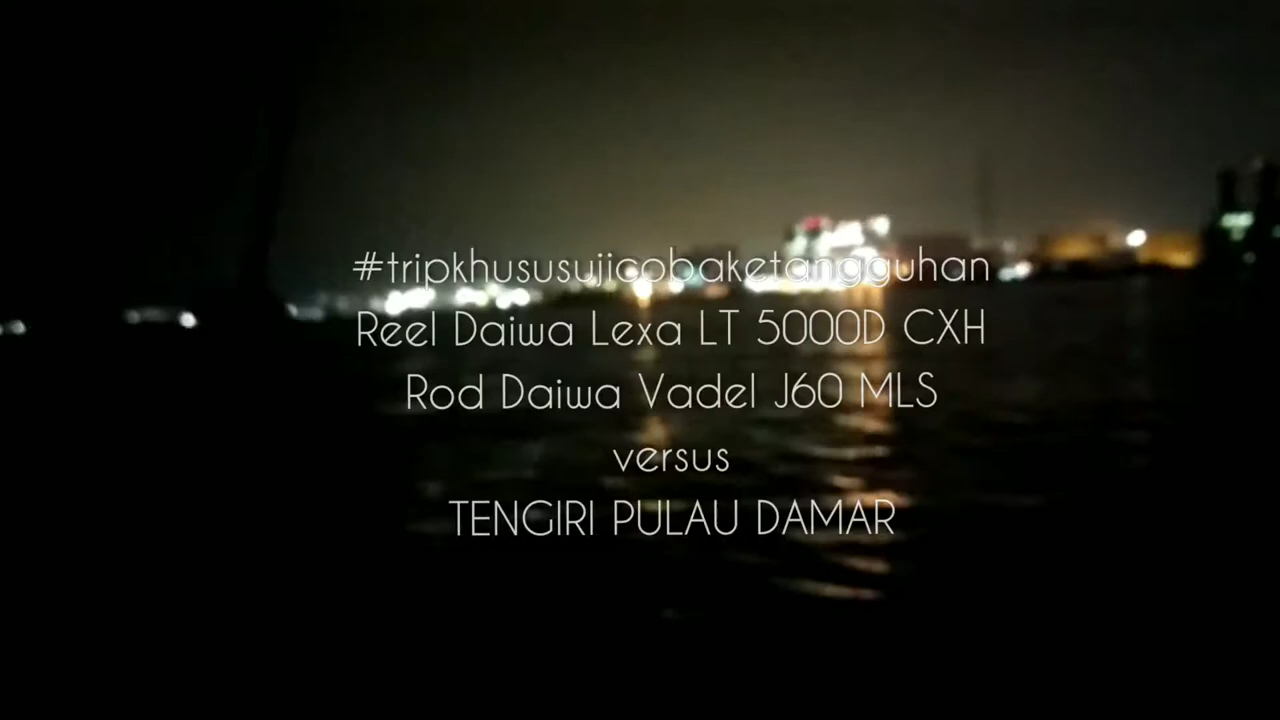 #tripkhususujicobaketangguhan
Reel Daiwa Lexa LT 5000D CXH
Rod Daiwa Vadel J60 MLS
versus
TENGIRI PULAU DAMAR